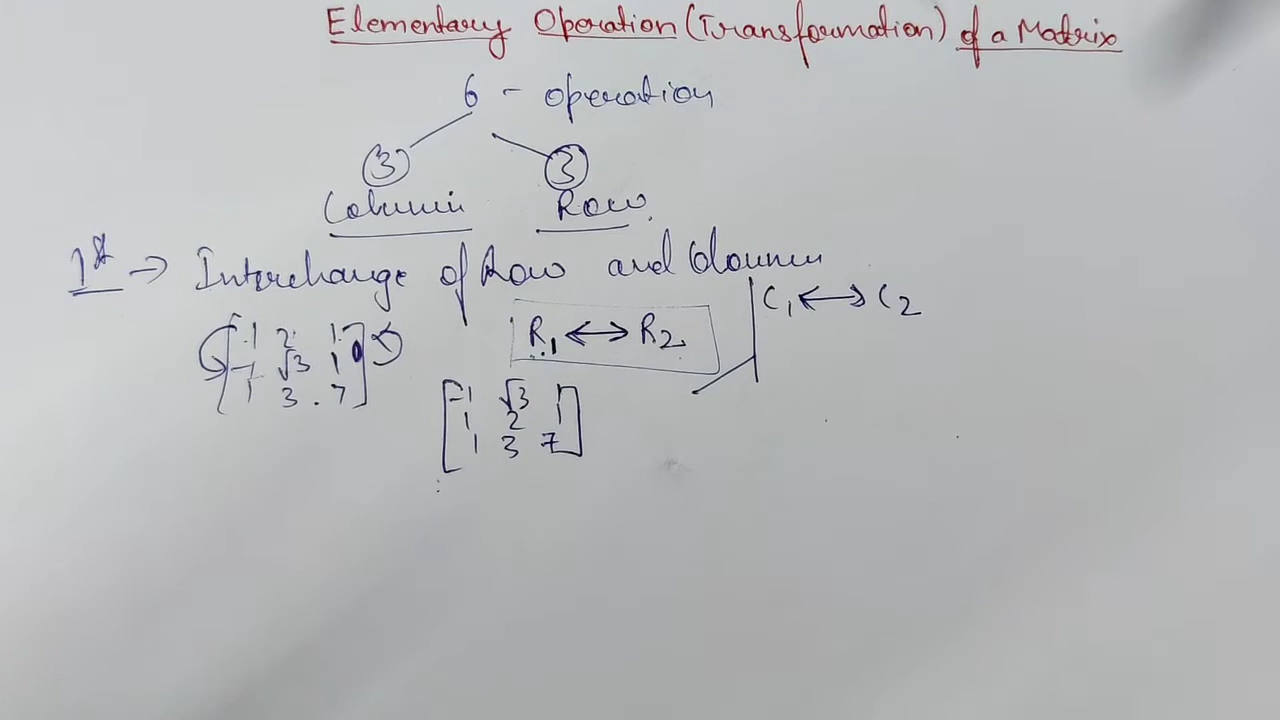 Elementary Operation (Transformation) of a Matrix
6 - operation
3 3
Column Row
1st → Interchange of Row and Column
R1 ↔ R2 C1 ↔ C2
[1 2 1
-1 √3 1
1 3 7]
[-1 √3 1
1 2 1
1 3 7]